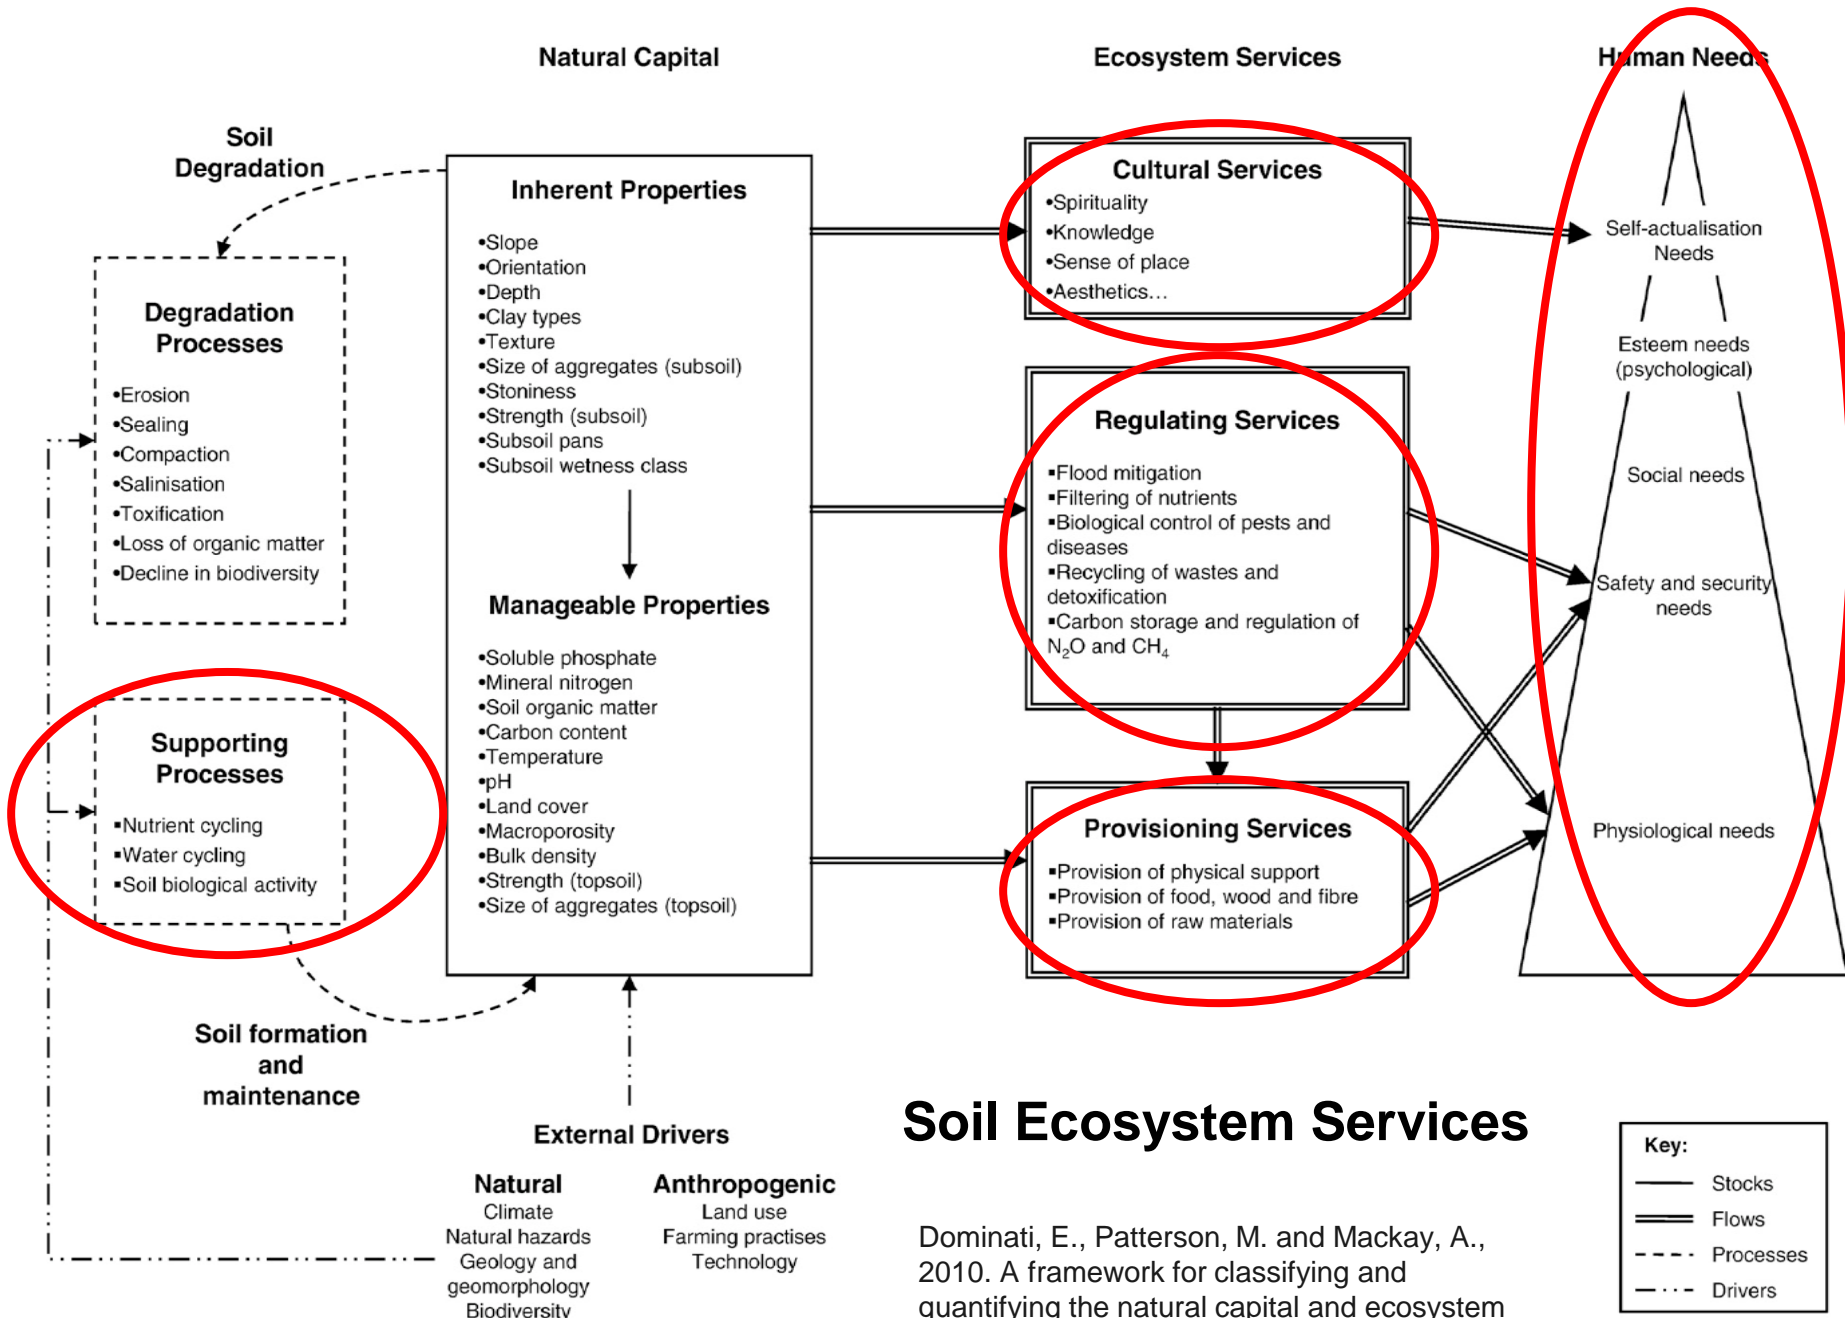 Natural Capital
Ecosystem Services
Human Needs
Soil
Degradation
Degradation
Processes
•Erosion
•Sealing
•Compaction
•Salinisation
•Toxification
•Loss of organic matter
•Decline in biodiversity
Supporting
Processes
▪Nutrient cycling
▪Water cycling
▪Soil biological activity
Soil formation
and
maintenance
Inherent Properties
•Slope
•Orientation
•Depth
•Clay types
•Texture
•Size of aggregates (subsoil)
•Stoniness
•Strength (subsoil)
•Subsoil pans
•Subsoil wetness class
Manageable Properties
•Soluble phosphate
•Mineral nitrogen
•Soil organic matter
•Carbon content
•Temperature
•pH
•Land cover
•Macroporosity
•Bulk density
•Strength (topsoil)
•Size of aggregates (topsoil)
External Drivers
Natural
Climate
Natural hazards
Geology and
geomorphology
Biodiversity
Anthropogenic
Land use
Farming practises
Technology
Cultural Services
•Spirituality
•Knowledge
•Sense of place
•Aesthetics…
Regulating Services
▪Flood mitigation
▪Filtering of nutrients
▪Biological control of pests and
diseases
▪Recycling of wastes and
detoxification
▪Carbon storage and regulation of
N₂O and CH₄
Provisioning Services
▪Provision of physical support
▪Provision of food, wood and fibre
▪Provision of raw materials
Self-actualisation
Needs
Esteem needs
(psychological)
Social needs
Safety and security
needs
Physiological needs
Soil Ecosystem Services
Dominati, E., Patterson, M. and Mackay, A.,
2010. A framework for classifying and
quantifying the natural capital and ecosystem
Key:
Stocks
Flows
Processes
Drivers